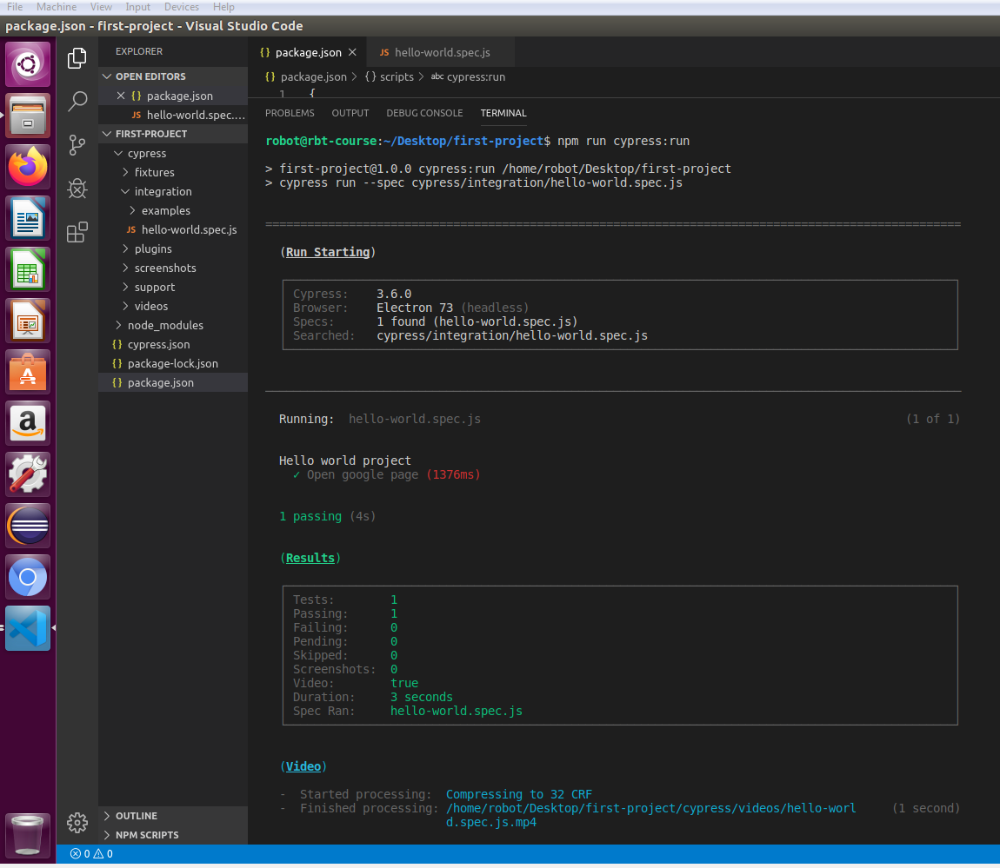 File Machine View Input Devices Help
package.json - first-project - Visual Studio Code
EXPLORER
OPEN EDITORS
{} package.json
JS hello-world.spec....
FIRST-PROJECT
cypress
fixtures
integration
examples
JS hello-world.spec.js
plugins
screenshots
support
videos
node_modules
{} cypress.json
{} package-lock.json
{} package.json
OUTLINE
NPM SCRIPTS
{} package.json JS hello-world.spec.js
{} package.json > {} scripts > abc cypress:run
1 {
PROBLEMS OUTPUT DEBUG CONSOLE TERMINAL
robot@rbt-course:~/Desktop/first-project$ npm run cypress:run
> first-project@1.0.0 cypress:run /home/robot/Desktop/first-project
> cypress run --spec cypress/integration/hello-world.spec.js
====================================================================================================
(Run Starting)
Cypress: 3.6.0
Browser: Electron 73 (headless)
Specs: 1 found (hello-world.spec.js)
Searched: cypress/integration/hello-world.spec.js
Running: hello-world.spec.js (1 of 1)
Hello world project
✓ Open google page (1376ms)
1 passing (4s)
(Results)
Tests: 1
Passing: 1
Failing: 0
Pending: 0
Skipped: 0
Screenshots: 0
Video: true
Duration: 3 seconds
Spec Ran: hello-world.spec.js
(Video)
- Started processing: Compressing to 32 CRF
- Finished processing: /home/robot/Desktop/first-project/cypress/videos/hello-worl (1 second)
d.spec.js.mp4
0 0